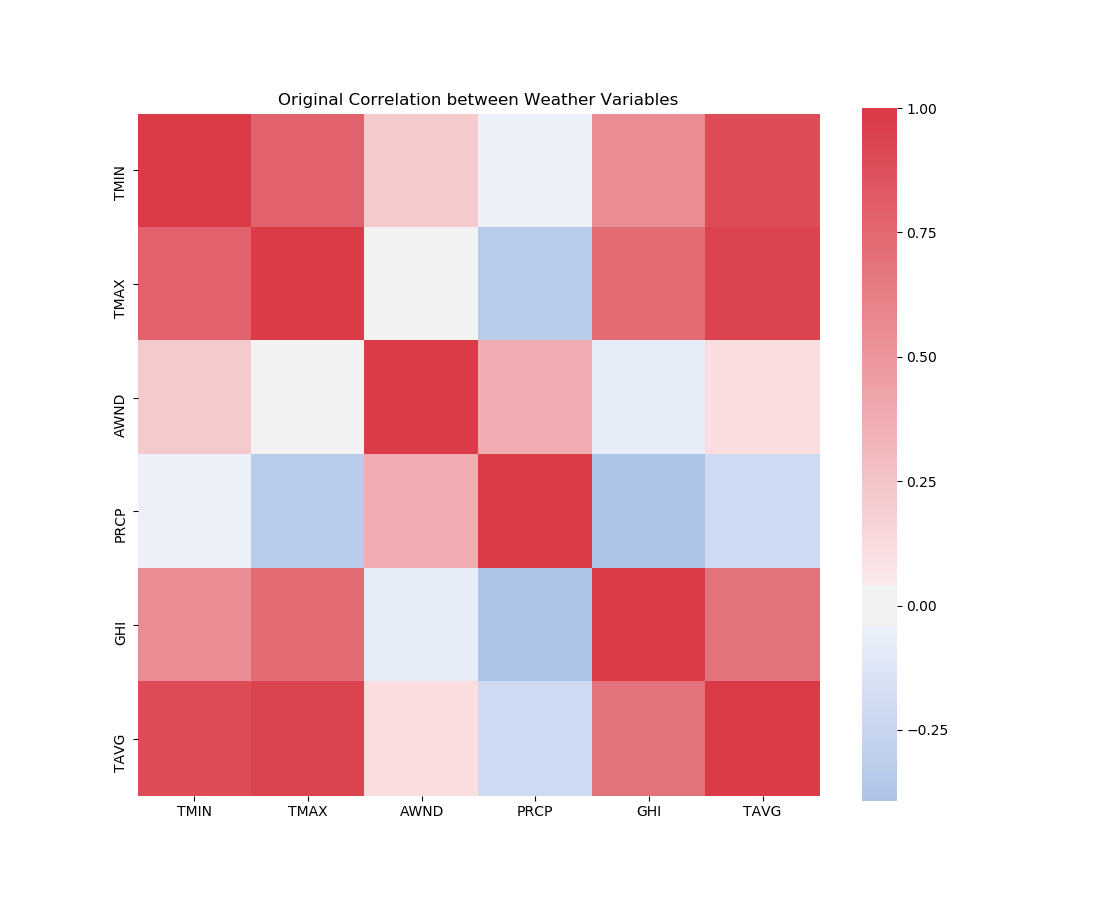 Original Correlation between Weather Variables
TMIN
TMAX
AWND
PRCP
GHI
TAVG
TMIN TMAX AWND PRCP GHI TAVG
1.00
0.75
0.50
0.25
0.00
−0.25